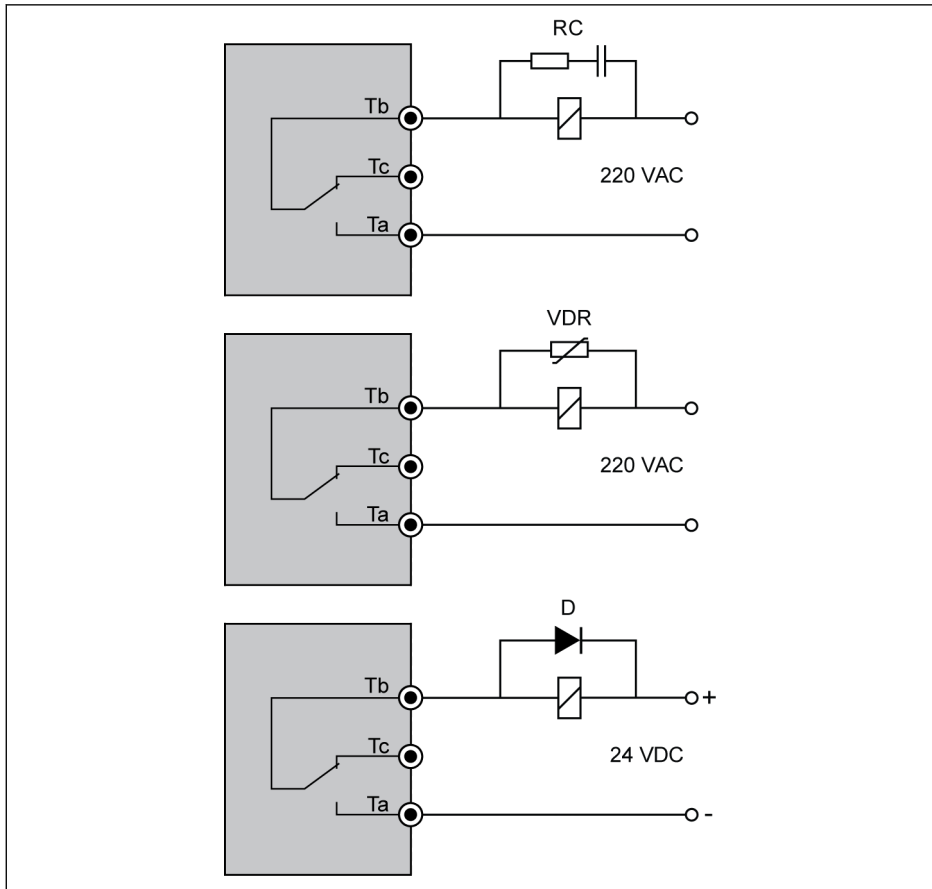 RC
Tb
Tc
220 VAC
Ta
VDR
Tb
Tc
220 VAC
Ta
D
Tb
+
Tc
24 VDC
Ta
-